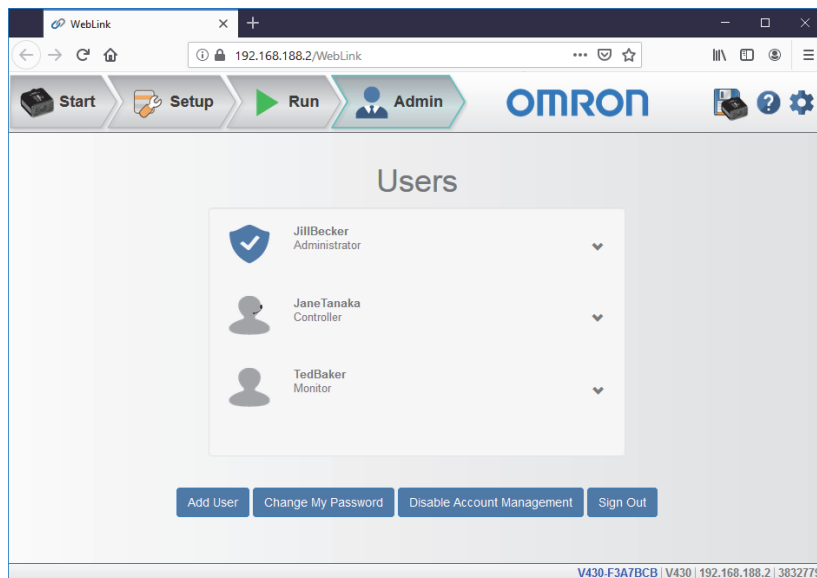 WebLink
192.168.188.2/WebLink
Start Setup Run Admin OMRON
Users
JillBecker
Administrator
JaneTanaka
Controller
TedBaker
Monitor
Add User Change My Password Disable Account Management Sign Out
V430-F3A7BCB | V430 | 192.168.188.2 | 3832779